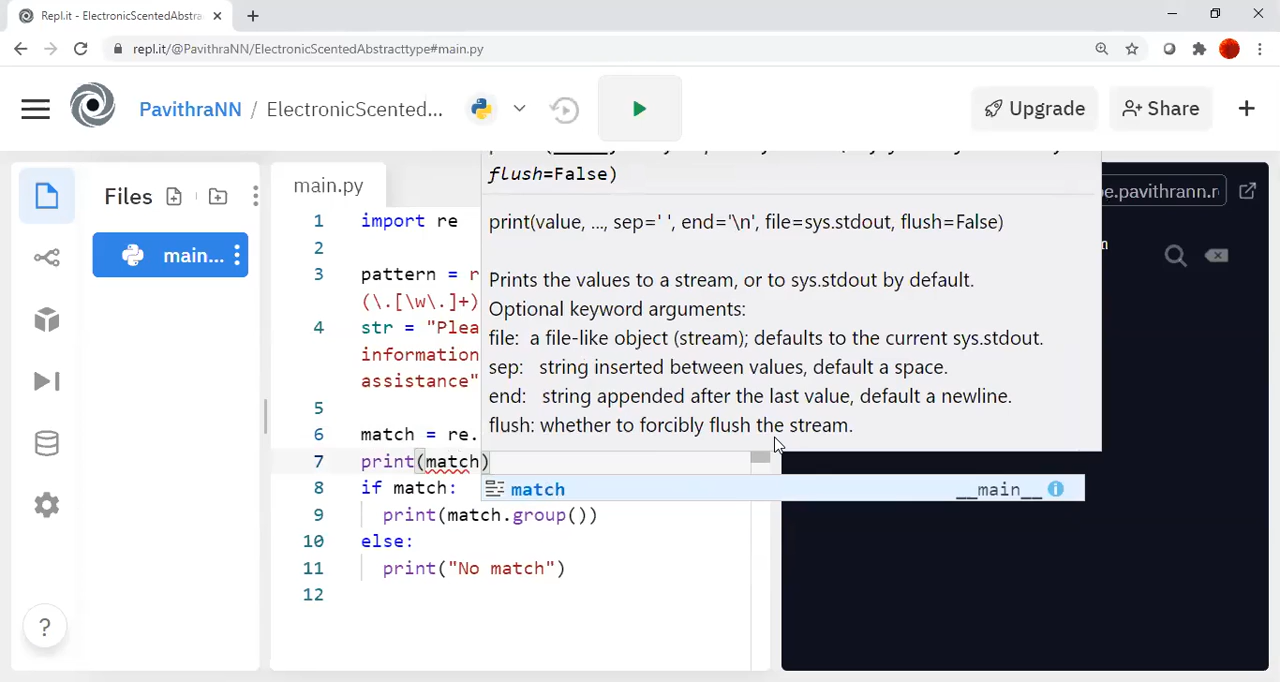 Repl.it - ElectronicScentedAbstra
repl.it/@PavithraNN/ElectronicScentedAbstracttype#main.py
PavithraNN / ElectronicScented...
Upgrade
Share
Files
main...
main.py
1 import re
2
3 pattern = r
(\.[\w\.]+)
4 str = "Plea
information
assistance"
5
6 match = re.
7 print(match)
8 if match:
9 print(match.group())
10 else:
11 print("No match")
12
flush=False)
print(value, ..., sep=' ', end='\n', file=sys.stdout, flush=False)
Prints the values to a stream, or to sys.stdout by default.
Optional keyword arguments:
file: a file-like object (stream); defaults to the current sys.stdout.
sep: string inserted between values, default a space.
end: string appended after the last value, default a newline.
flush: whether to forcibly flush the stream.
match __main__
?